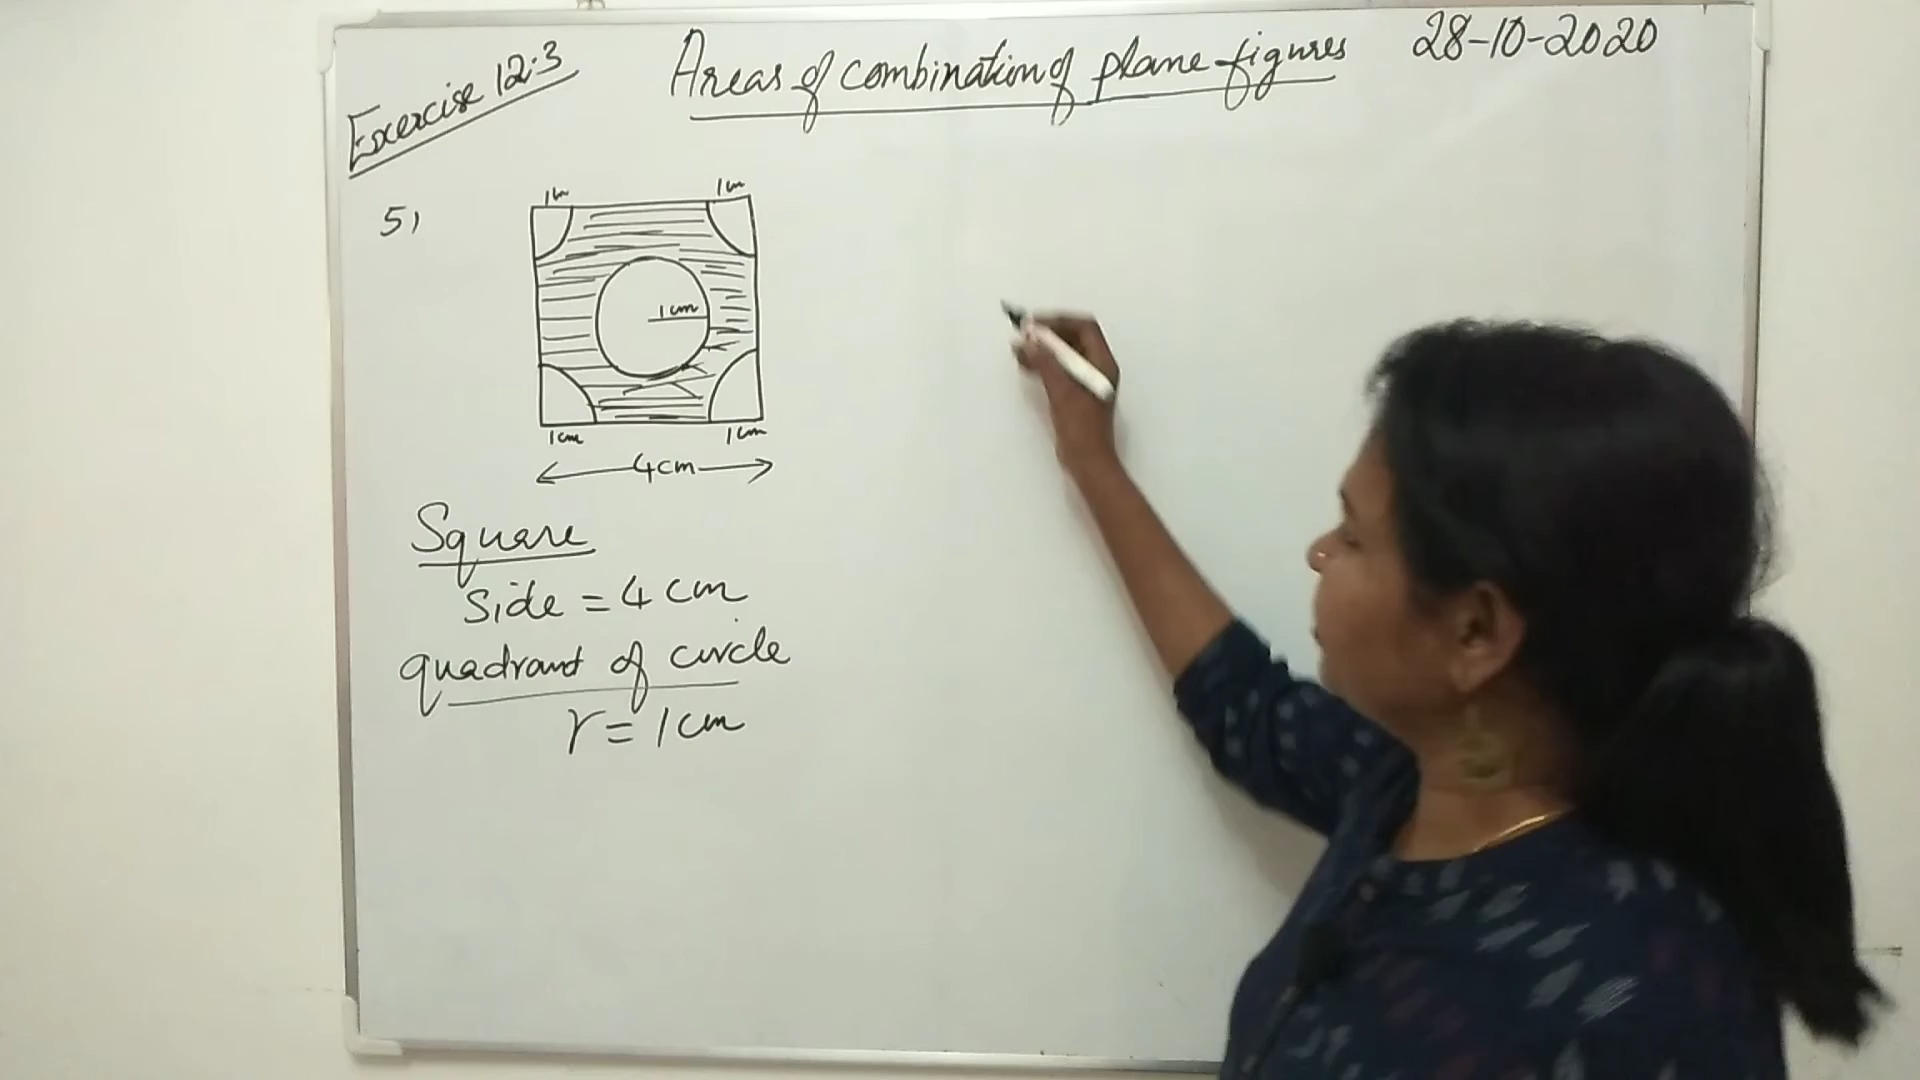 Exercise 12.3
Areas of combination of plane figures
28-10-2020
5)
1cm
1cm
1cm
1cm
1cm
4cm
Square
Side = 4 cm
quadrant of circle
r = 1cm